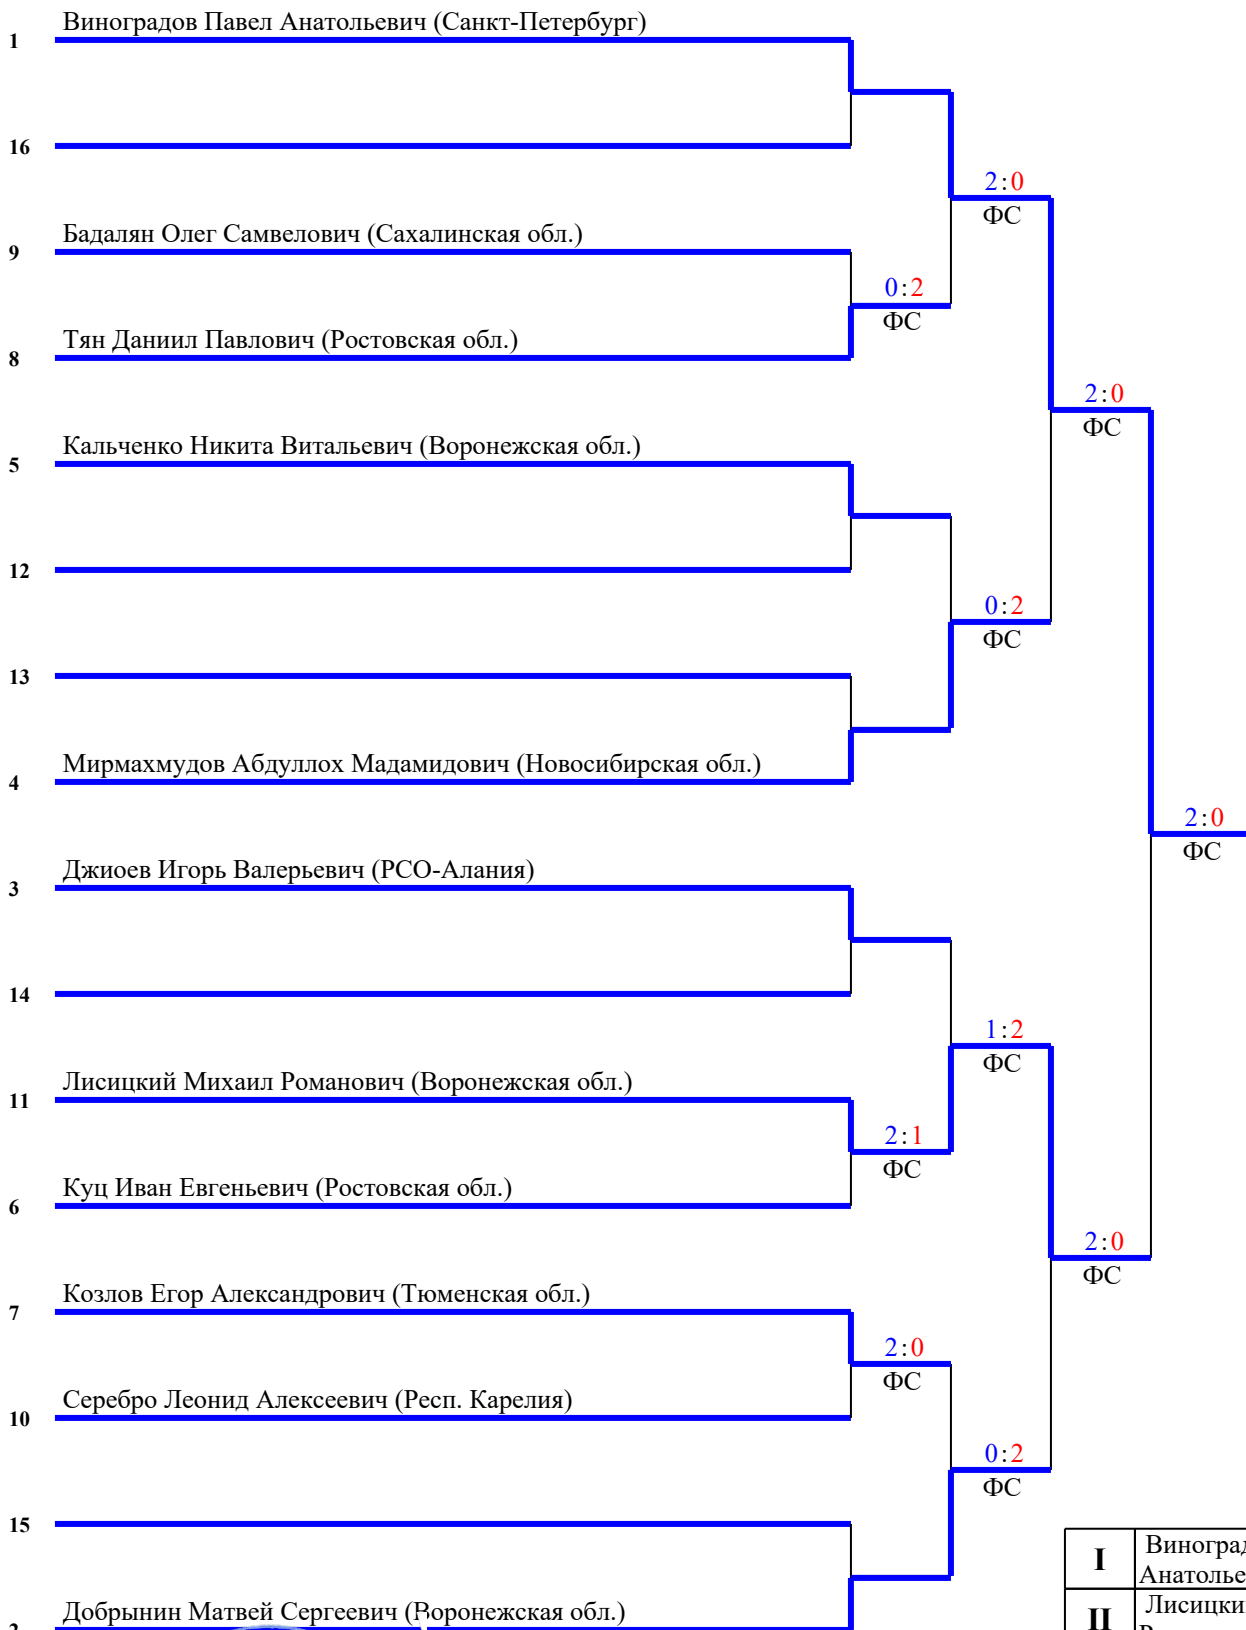 Виноградов Павел Анатольевич (Санкт-Петербург)
1
16
2:0
ФС
Бадалян Олег Самвелович (Сахалинская обл.)
9
0:2
ФС
Тян Даниил Павлович (Ростовская обл.)
8
2:0
ФС
Кальченко Никита Витальевич (Воронежская обл.)
5
12
0:2
ФС
13
Мирмахмудов Абдуллох Мадамидович (Новосибирская обл.)
4
2:0
ФС
Джиоев Игорь Валерьевич (РСО-Алания)
3
14
1:2
ФС
Лисицкий Михаил Романович (Воронежская обл.)
11
2:1
ФС
Куц Иван Евгеньевич (Ростовская обл.)
6
2:0
ФС
Козлов Егор Александрович (Тюменская обл.)
7
2:0
ФС
Серебро Леонид Алексеевич (Респ. Карелия)
10
0:2
ФС
15
I
Виноград
Анатолье
Добрынин Матвей Сергеевич (Воронежская обл.)
II
Лисицки